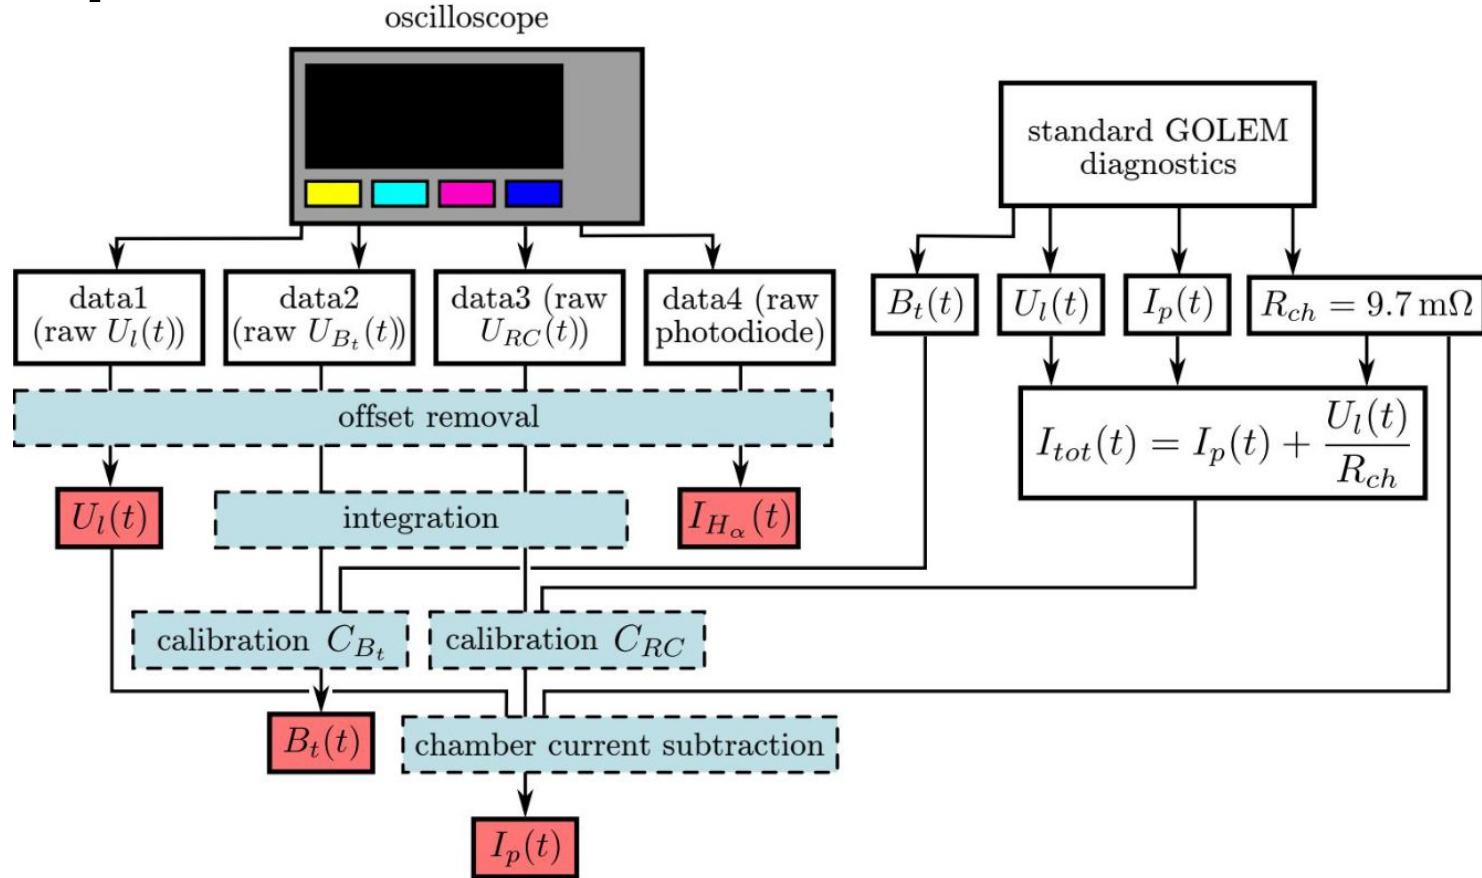 oscilloscope
standard GOLEM
diagnostics
data1
(raw U_l(t))
data2
(raw U_{B_t}(t))
data3 (raw
U_{RC}(t))
data4 (raw
photodiode)
B_t(t)
U_l(t)
I_p(t)
R_{ch} = 9.7 mΩ
offset removal
I_{tot}(t) = I_p(t) + \frac{U_l(t)}{R_{ch}}
U_l(t)
integration
I_{H_α}(t)
calibration C_{B_t}
calibration C_{RC}
B_t(t)
chamber current subtraction
I_p(t)